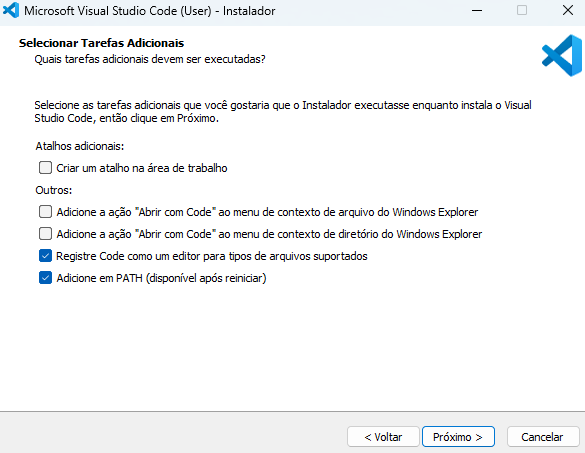 Microsoft Visual Studio Code (User) - Instalador
Selecionar Tarefas Adicionais
Quais tarefas adicionais devem ser executadas?
Selecione as tarefas adicionais que você gostaria que o Instalador executasse enquanto instala o Visual
Studio Code, então clique em Próximo.
Atalhos adicionais:
Criar um atalho na área de trabalho
Outros:
Adicione a ação "Abrir com Code" ao menu de contexto de arquivo do Windows Explorer
Adicione a ação "Abrir com Code" ao menu de contexto de diretório do Windows Explorer
Registre Code como um editor para tipos de arquivos suportados
Adicione em PATH (disponível após reiniciar)
< Voltar Próximo > Cancelar